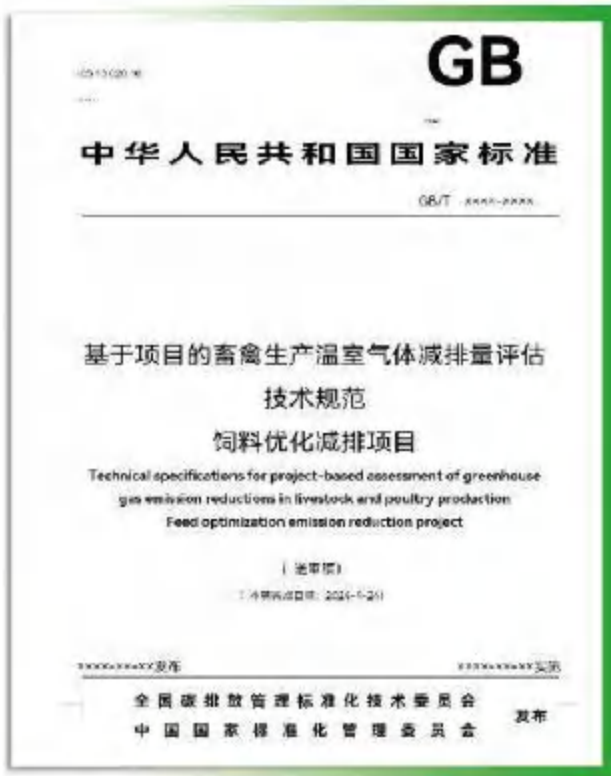 GB
中华人民共和国国家标准
GB/T ××××-××××
基于项目的畜禽生产温室气体减排量评估
技术规范
饲料优化减排项目
Technical specifications for project-based assessment of greenhouse
gas emission reductions in livestock and poultry production
Feed optimization emission reduction project
(送审稿)
××××-××-××发布
××××-××-××实施
全国碳排放管理标准化技术委员会
中国国家标准化管理委员会
发布